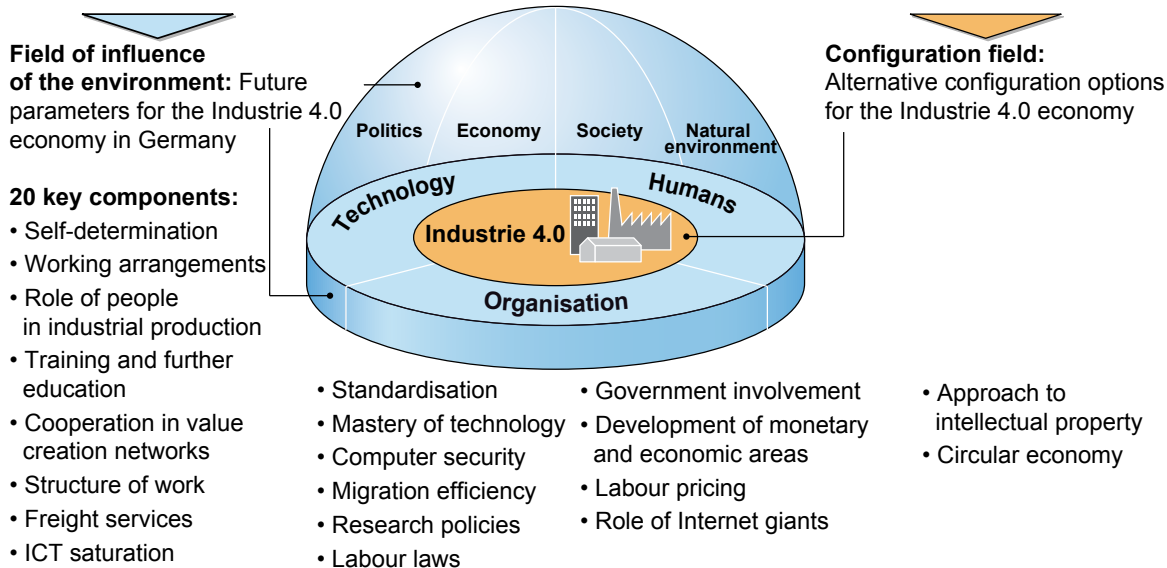 Field of influence
of the environment: Future
parameters for the Industrie 4.0
economy in Germany
Configuration field:
Alternative configuration options
for the Industrie 4.0 economy
Politics
Economy
Society
Natural
environment
Technology
Humans
Industrie 4.0
Organisation
20 key components:
• Self-determination
• Working arrangements
• Role of people
in industrial production
• Training and further
education
• Cooperation in value
creation networks
• Structure of work
• Freight services
• ICT saturation
• Standardisation
• Mastery of technology
• Computer security
• Migration efficiency
• Research policies
• Labour laws
• Government involvement
• Development of monetary
and economic areas
• Labour pricing
• Role of Internet giants
• Approach to
intellectual property
• Circular economy